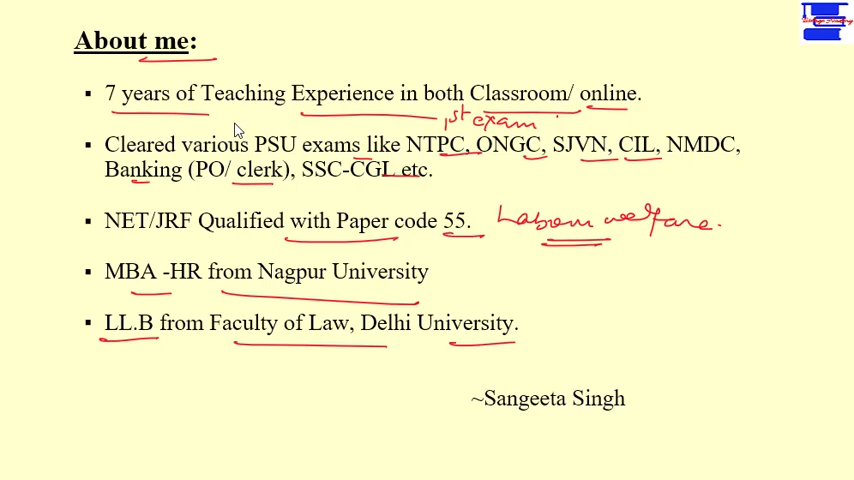 About me:
▪ 7 years of Teaching Experience in both Classroom/ online.
1st exam
▪ Cleared various PSU exams like NTPC, ONGC, SJVN, CIL, NMDC,
Banking (PO/ clerk), SSC-CGL etc.
▪ NET/JRF Qualified with Paper code 55. Labour welfare.
▪ MBA -HR from Nagpur University
▪ LL.B from Faculty of Law, Delhi University.
~Sangeeta Singh